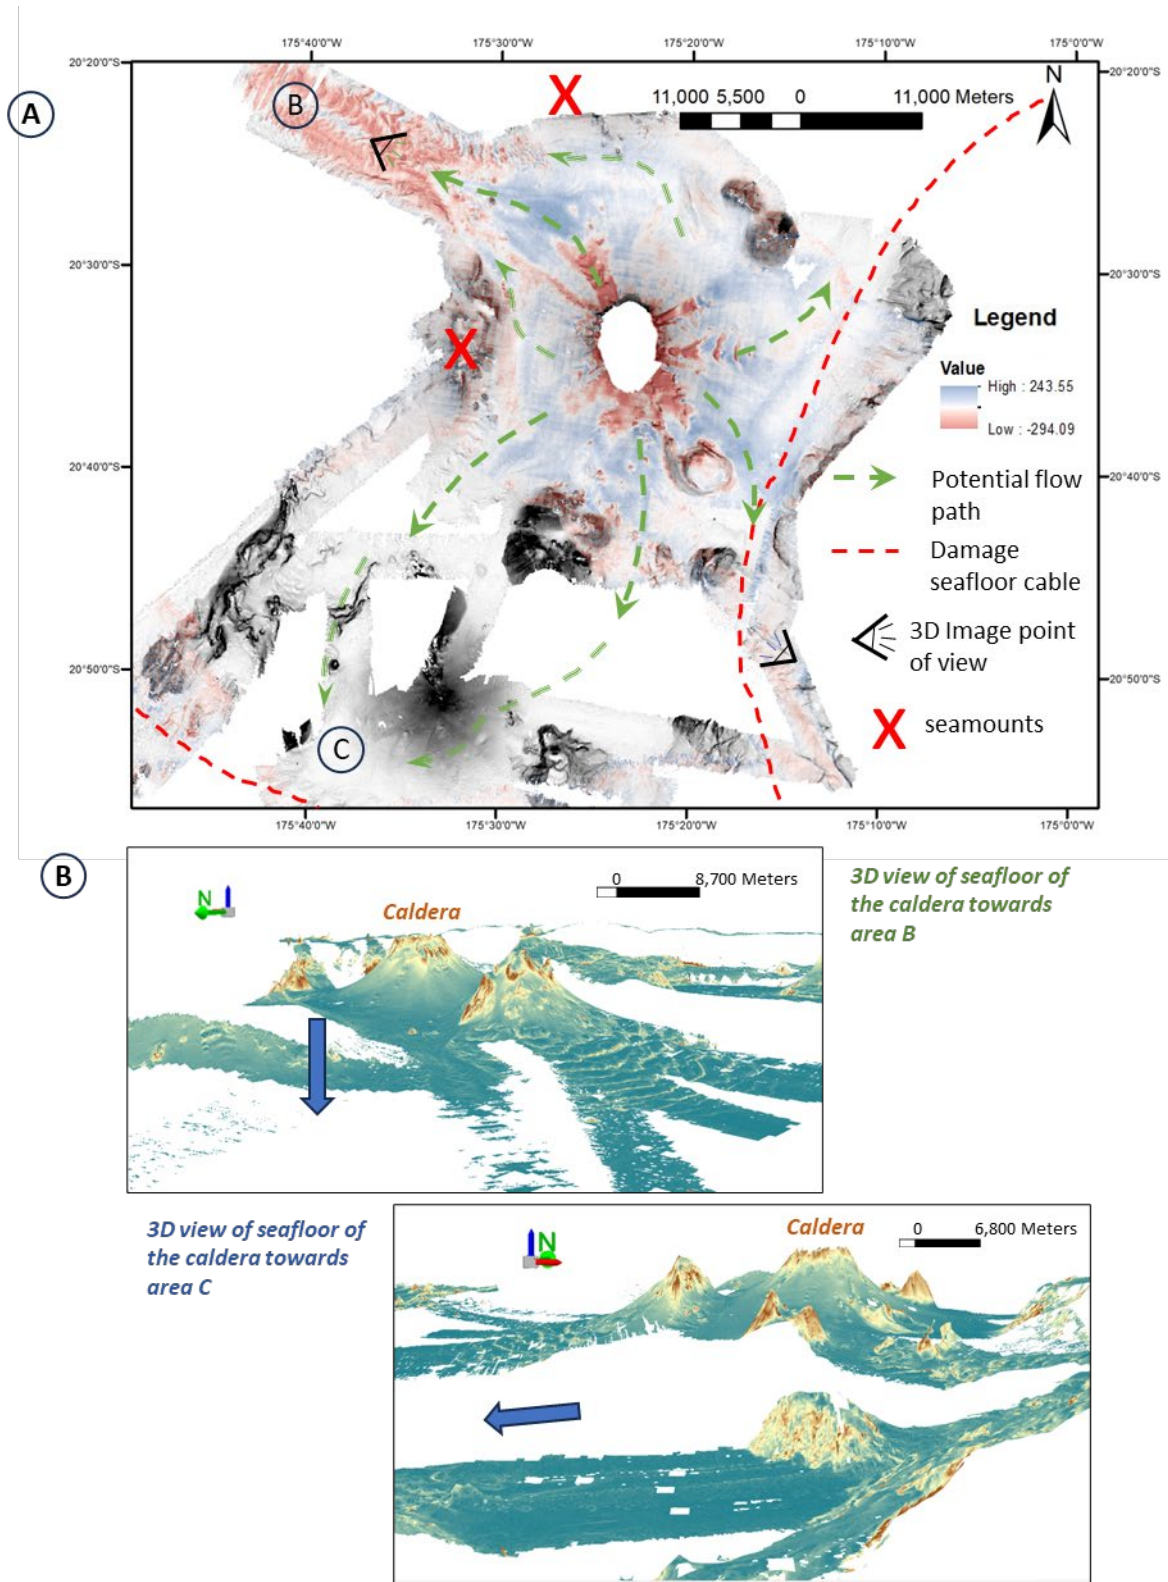 A
175°40'0"W 175°30'0"W 175°20'0"W 175°10'0"W 175°0'0"W
20°20'0"S
20°20'0"S
B
X
11,000 5,500 0 11,000 Meters
N
20°30'0"S
20°30'0"S
X
Legend
Value
High : 243.55
Low : -294.09
20°40'0"S
20°40'0"S
Potential flow
path
Damage
seafloor cable
3D Image point
of view
20°50'0"S
20°50'0"S
X seamounts
C
175°40'0"W 175°30'0"W 175°20'0"W 175°10'0"W 175°0'0"W
B
N
Caldera
0 8,700 Meters
3D view of seafloor of
the caldera towards
area B
3D view of seafloor of
the caldera towards
area C
N
Caldera
0 6,800 Meters